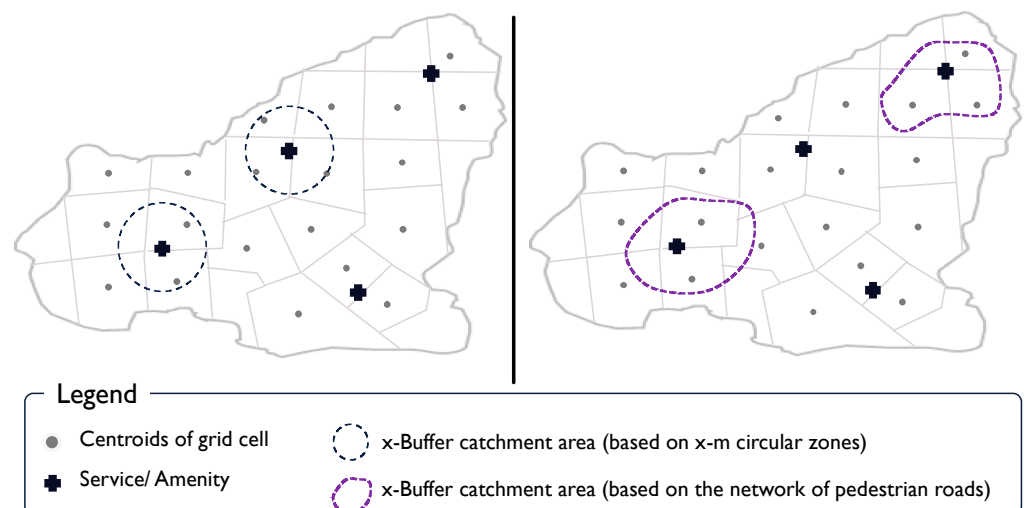 Legend
Centroids of grid cell
x-Buffer catchment area (based on x-m circular zones)
Service/ Amenity
x-Buffer catchment area (based on the network of pedestrian roads)